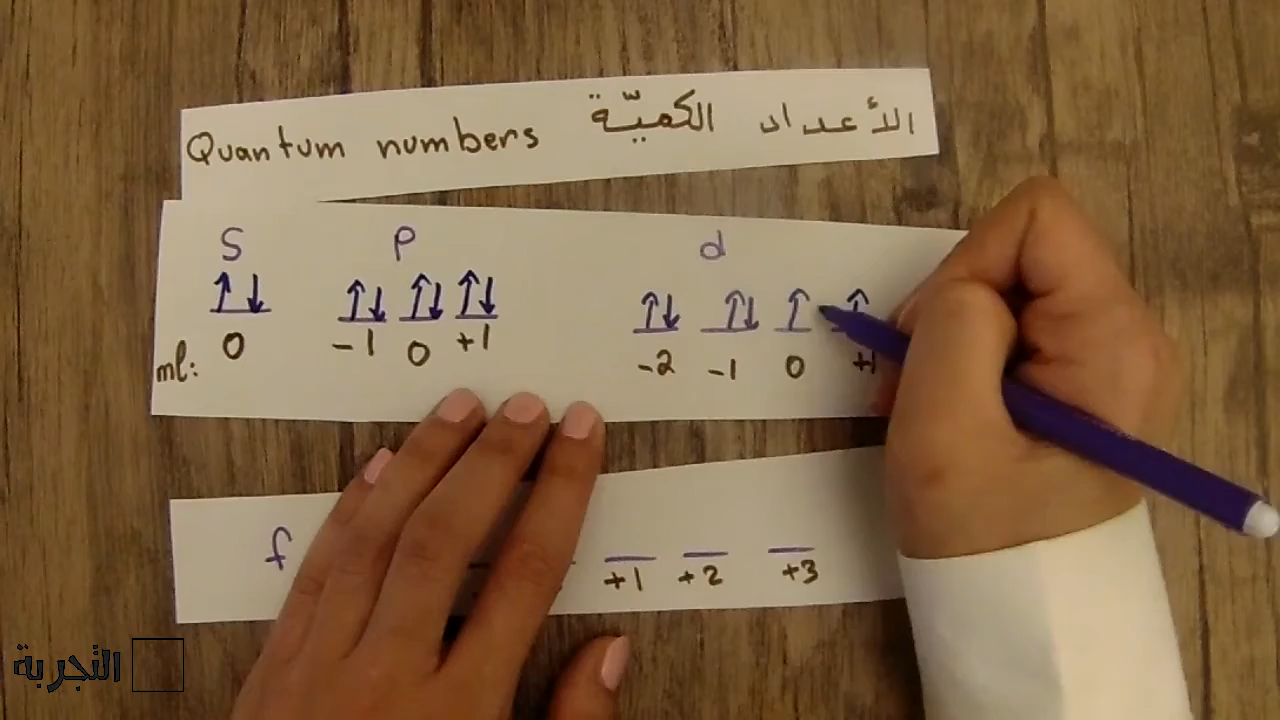 Quantum numbers الأعداد الكميّة
S P d
↑↓ ↑↓ ↑↓ ↑↓ ↑↓ ↑↓ ↑ ↑
ml: 0 -1 0 +1 -2 -1 0 +1
f
+1 +2 +3
التجربة